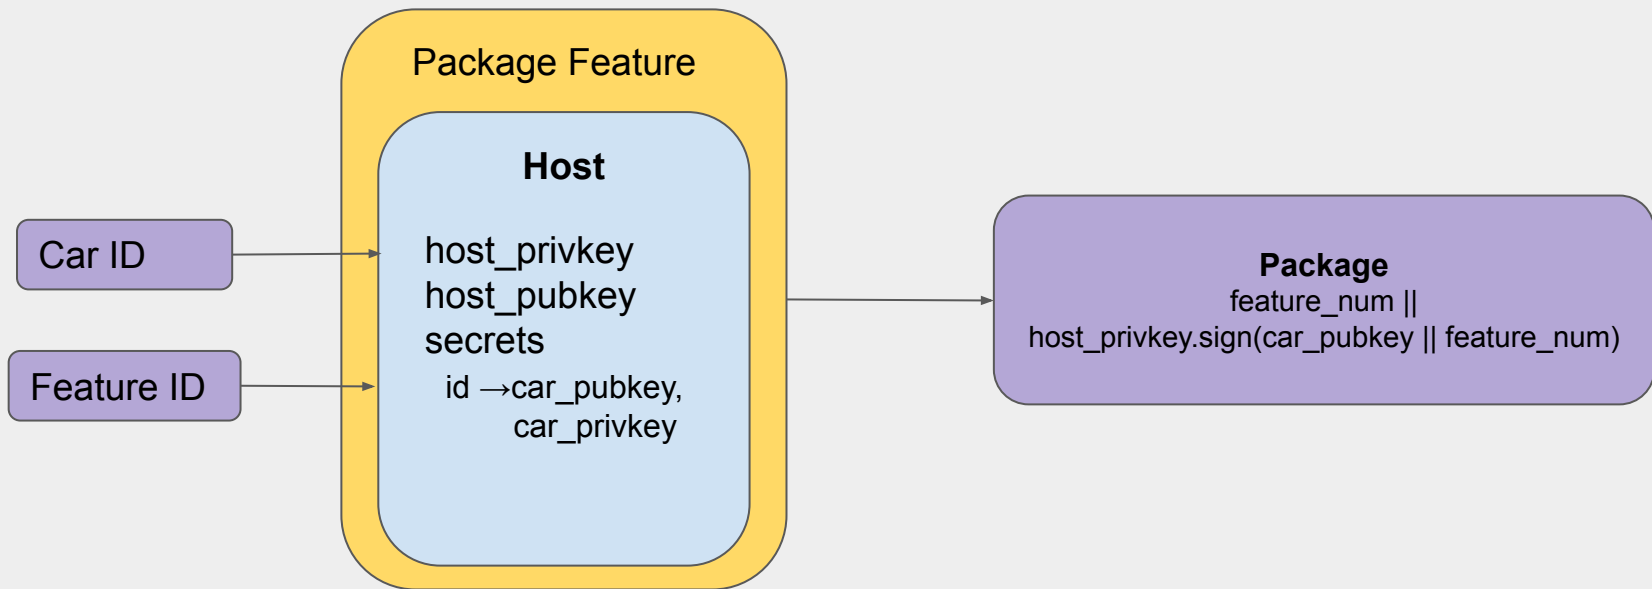 Package Feature
Host
host_privkey
host_pubkey
secrets
id →car_pubkey,
car_privkey
Car ID
Feature ID
Package
feature_num ||
host_privkey.sign(car_pubkey || feature_num)